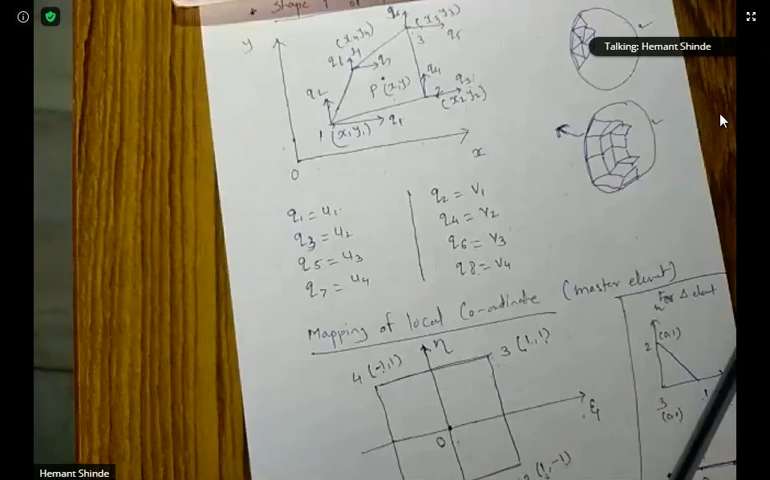 * Shape
Talking: Hemant Shinde
y
q6
(x3,y3)
3
q5
(x4,y4)
q8
4
q7
P (x,y)
q4
q3
2
(x2,y2)
q2
1 (x1,y1)
q1
0
x
q1 = u1
q3 = u2
q5 = u3
q7 = u4
q2 = v1
q4 = v2
q6 = v3
q8 = v4
Mapping of local Co-ordinate (master elemt)
η
4 (-1,1)
3 (1,1)
0
ξ
(1,-1)
For Δ elemt
η
2
(0,1)
3
(0,0)
1
Hemant Shinde